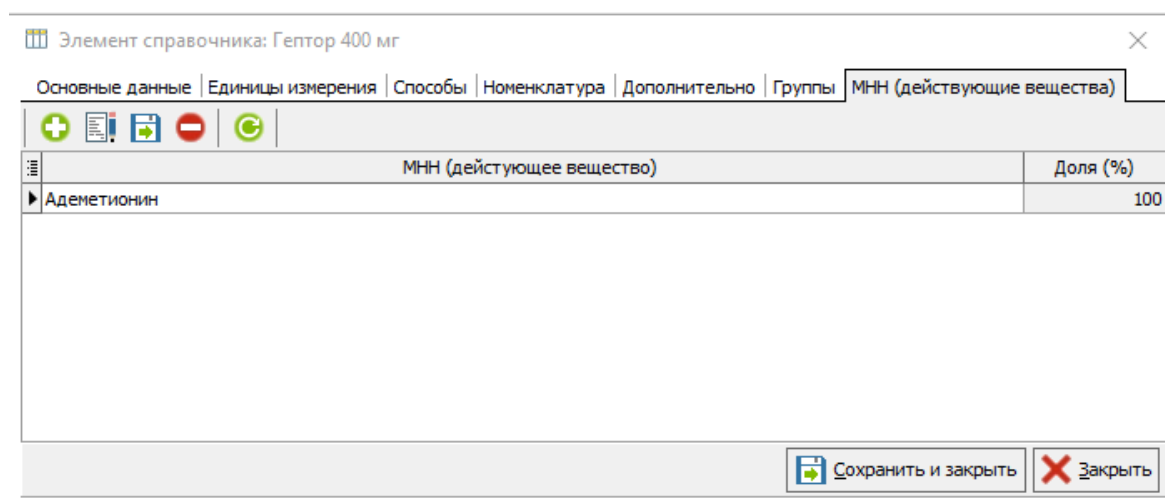 Элемент справочника: Гептор 400 мг
Основные данные Единицы измерения Способы Номенклатура Дополнительно Группы МНН (действующие вещества)
МНН (дейстующее вещество) Доля (%)
Адеметионин 100
Сохранить и закрыть Закрыть